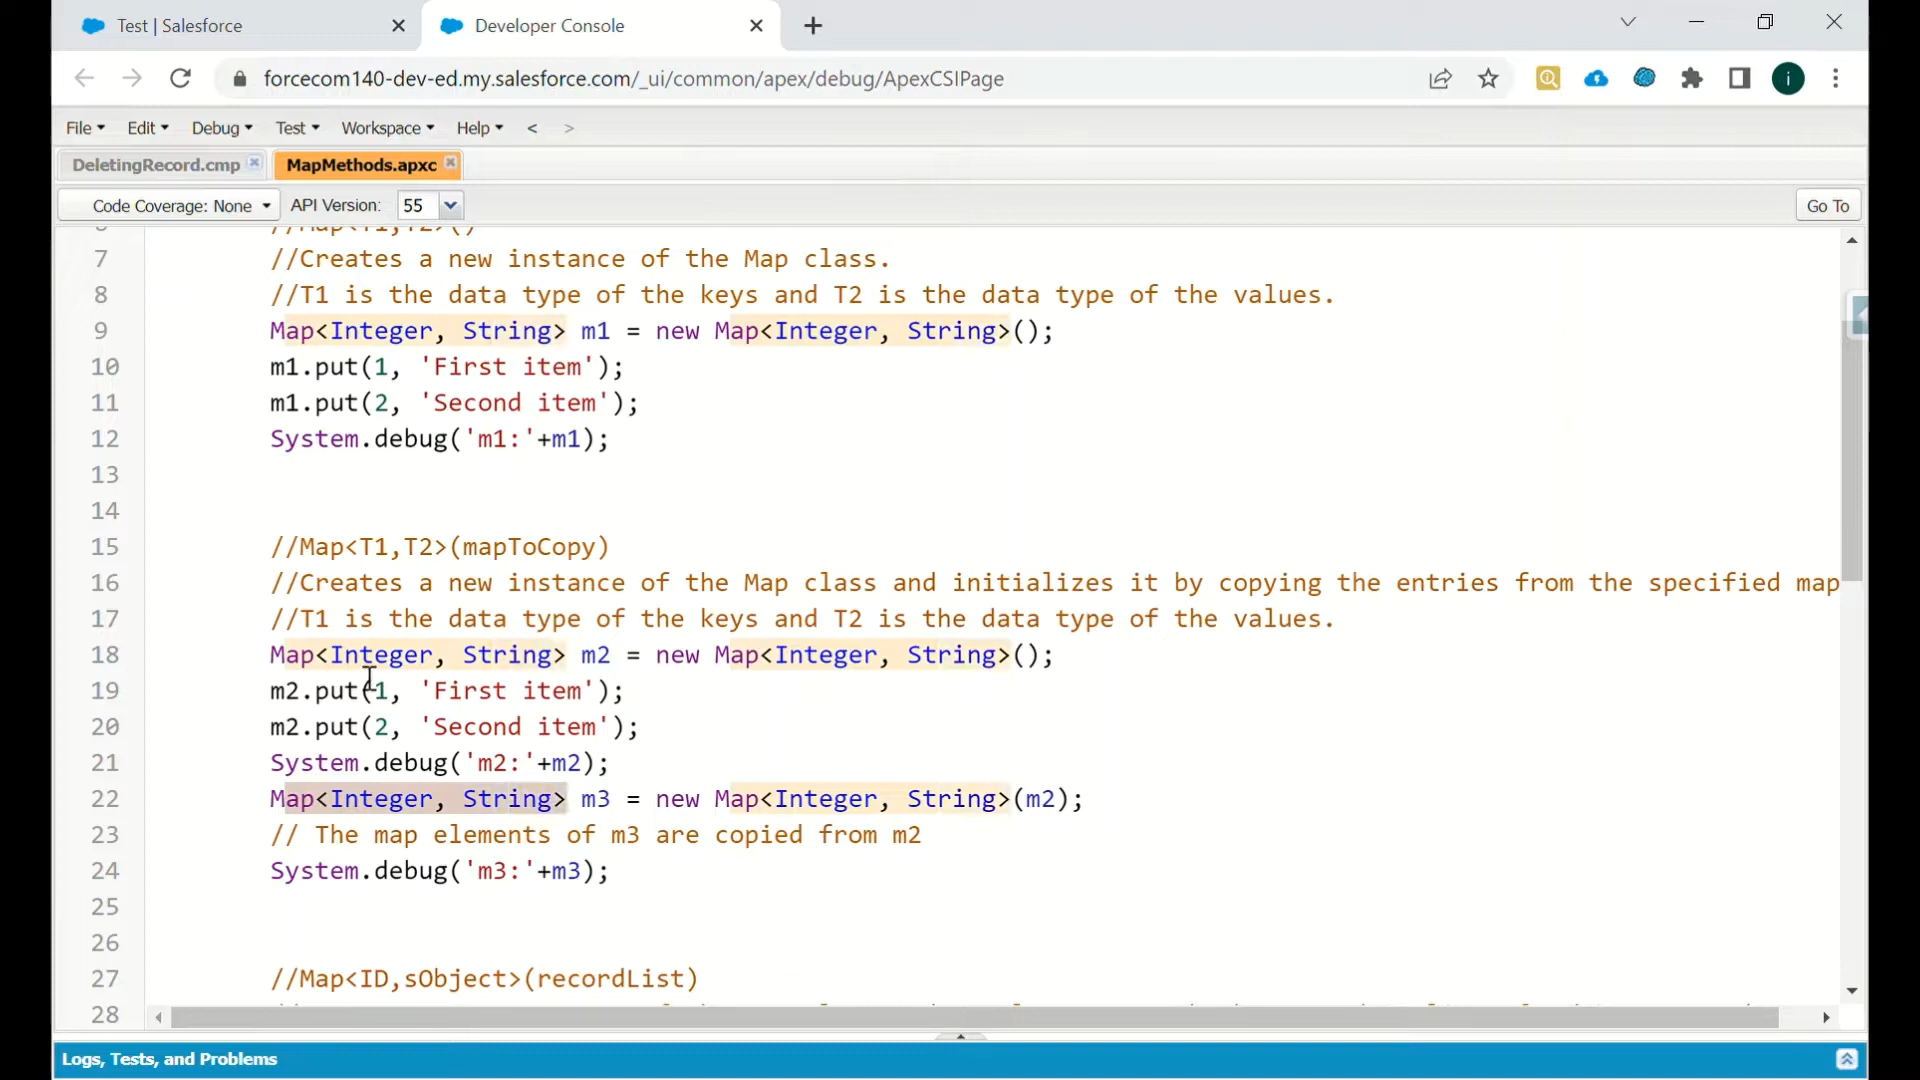 Test | Salesforce
Developer Console
forcecom140-dev-ed.my.salesforce.com/_ui/common/apex/debug/ApexCSIPage
i
File Edit Debug Test Workspace Help < >
DeletingRecord.cmp MapMethods.apxc
Code Coverage: None API Version: 55 Go To
6 //Map<T1,T2>()
7 //Creates a new instance of the Map class.
8 //T1 is the data type of the keys and T2 is the data type of the values.
9 Map<Integer, String> m1 = new Map<Integer, String>();
10 m1.put(1, 'First item');
11 m1.put(2, 'Second item');
12 System.debug('m1:'+m1);
13
14
15 //Map<T1,T2>(mapToCopy)
16 //Creates a new instance of the Map class and initializes it by copying the entries from the specified map
17 //T1 is the data type of the keys and T2 is the data type of the values.
18 Map<Integer, String> m2 = new Map<Integer, String>();
19 m2.put(1, 'First item');
20 m2.put(2, 'Second item');
21 System.debug('m2:'+m2);
22 Map<Integer, String> m3 = new Map<Integer, String>(m2);
23 // The map elements of m3 are copied from m2
24 System.debug('m3:'+m3);
25
26
27 //Map<ID,sObject>(recordList)
28
Logs, Tests, and Problems